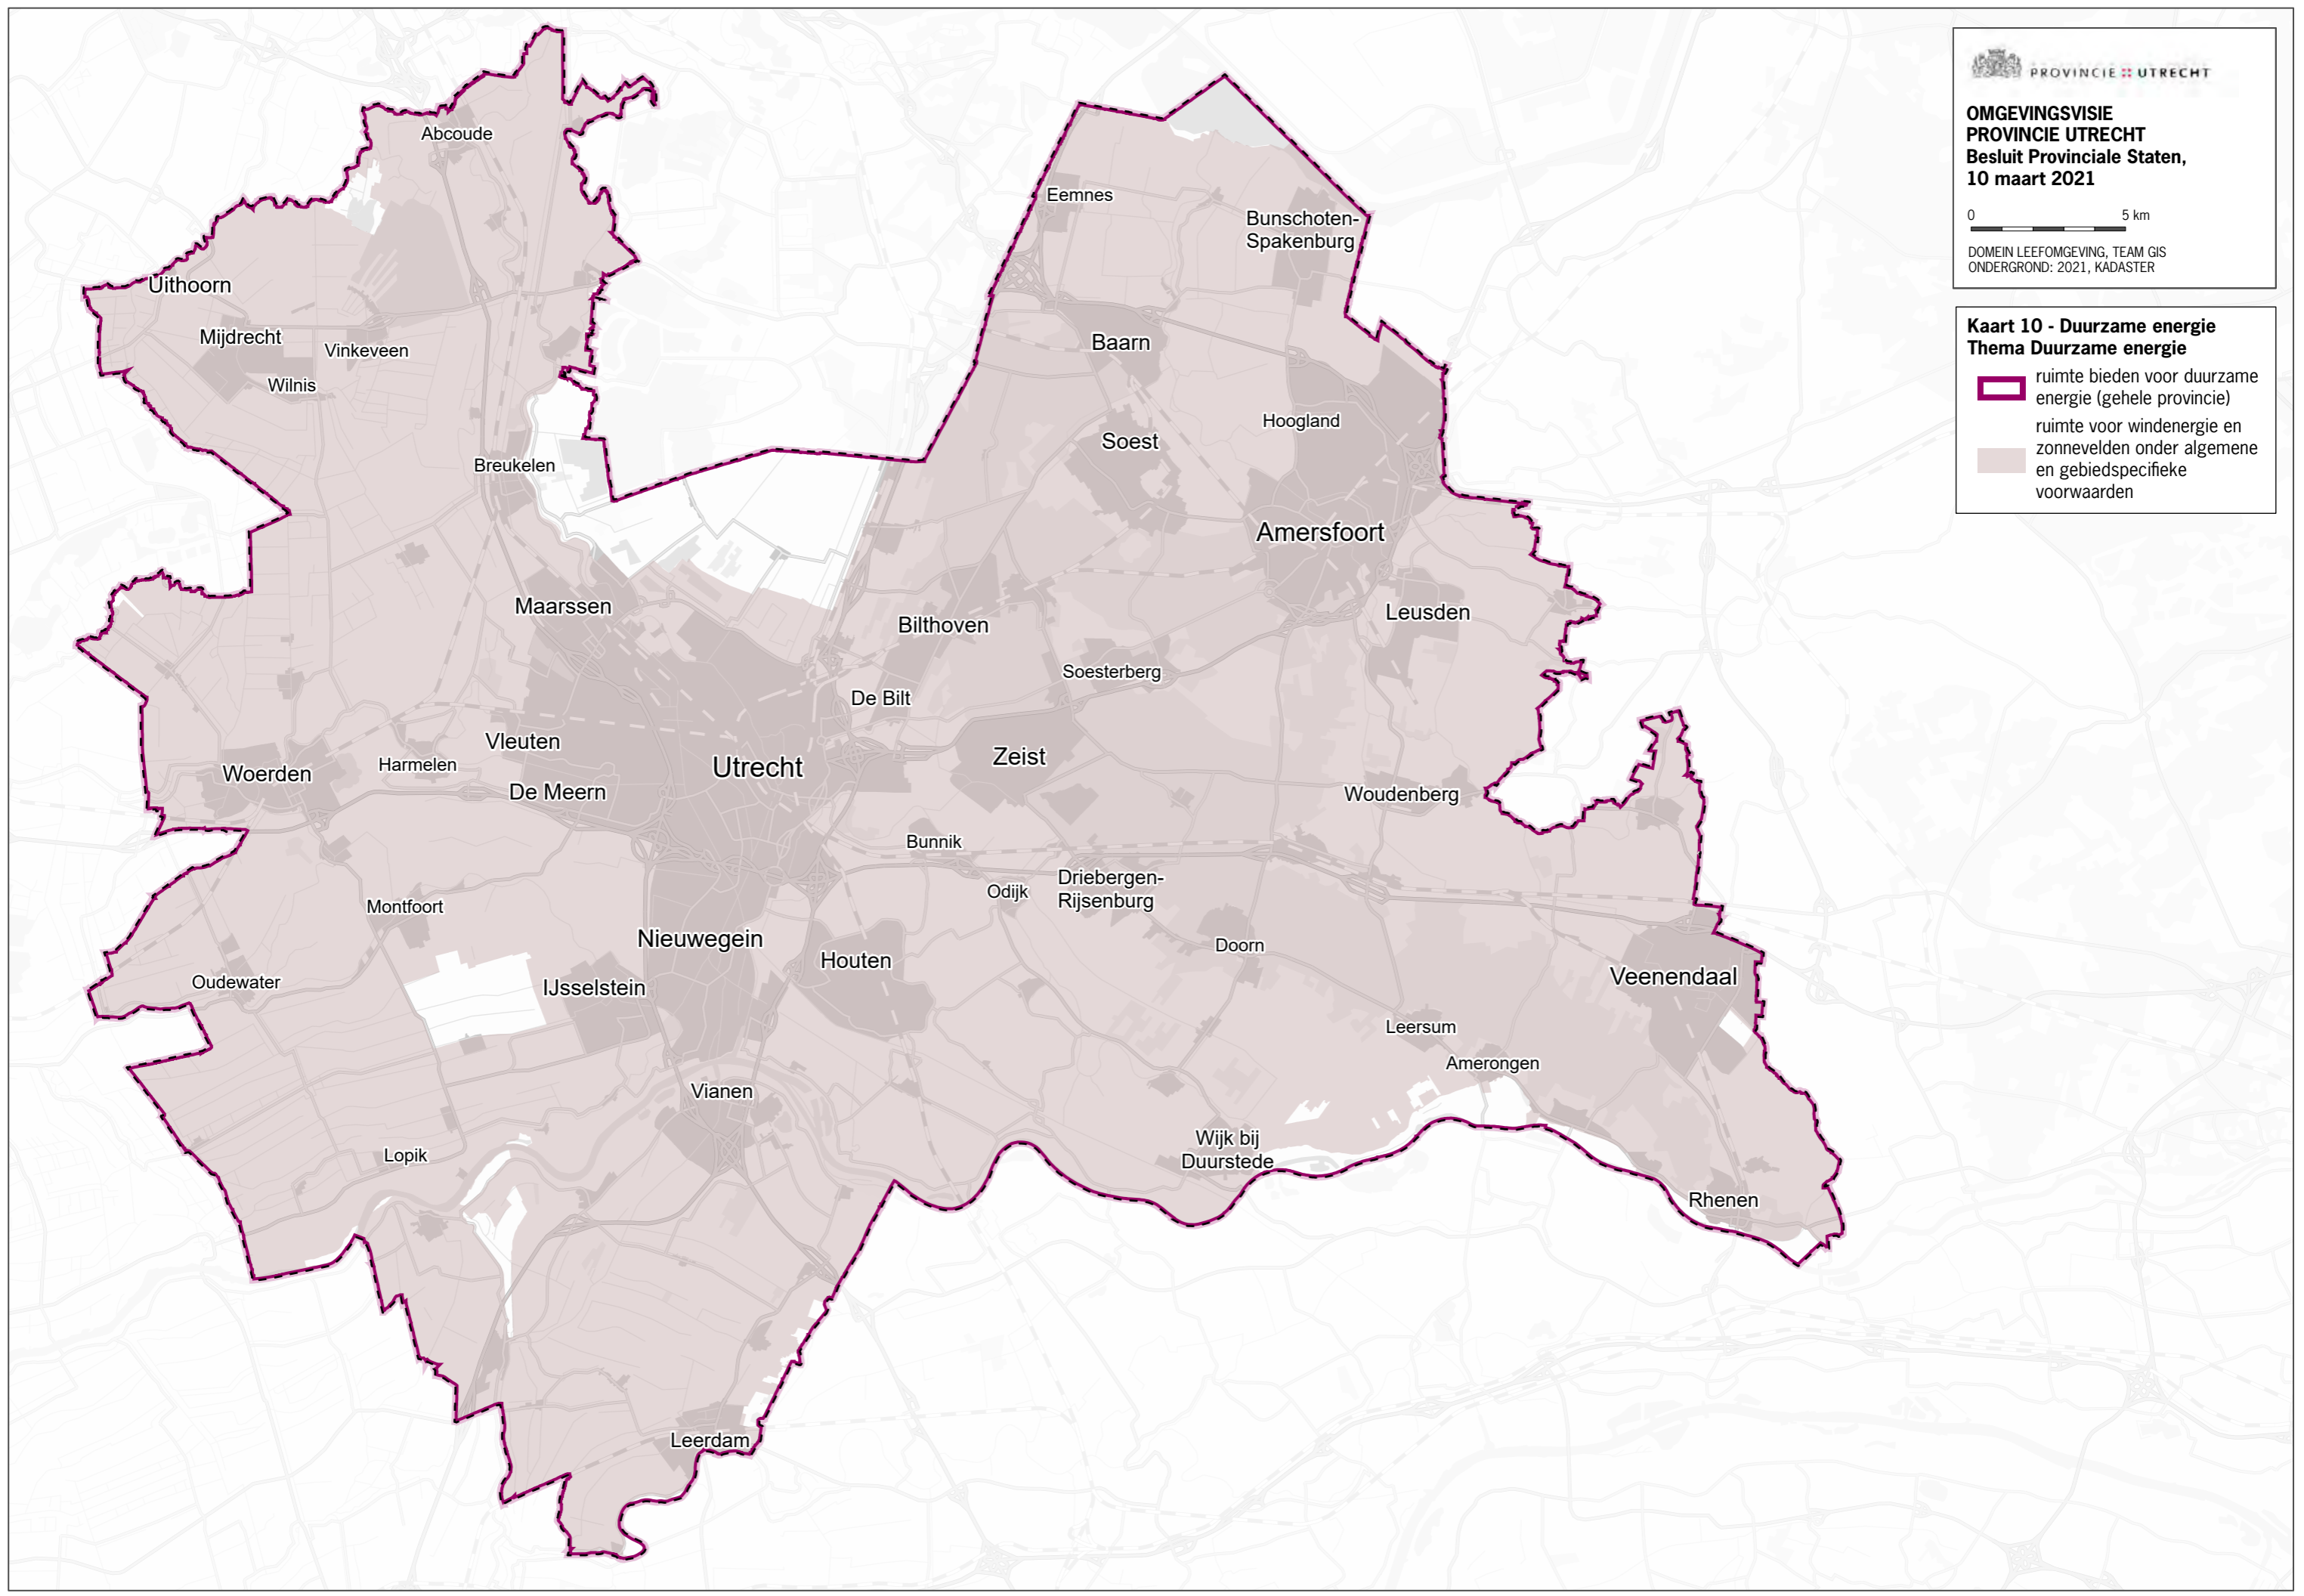 PROVINCIE UTRECHT
OMGEVINGSVISIE
PROVINCIE UTRECHT
Besluit Provinciale Staten,
10 maart 2021
0 5 km
DOMEIN LEEFOMGEVING, TEAM GIS
ONDERGROND: 2021, KADASTER
Kaart 10 - Duurzame energie
Thema Duurzame energie
ruimte bieden voor duurzame
energie (gehele provincie)
ruimte voor windenergie en
zonnevelden onder algemene
en gebiedspecifieke
voorwaarden
Abcoude
Eemnes
Bunschoten-
Spakenburg
Uithoorn
Mijdrecht
Vinkeveen
Wilnis
Baarn
Hoogland
Soest
Breukelen
Amersfoort
Maarssen
Leusden
Bilthoven
Soesterberg
De Bilt
Vleuten
Zeist
Harmelen
Utrecht
Woerden
De Meern
Woudenberg
Bunnik
Driebergen-
Rijsenburg
Odijk
Montfoort
Nieuwegein
Doorn
Houten
Veenendaal
Oudewater
IJsselstein
Leersum
Amerongen
Vianen
Wijk bij
Duurstede
Lopik
Rhenen
Leerdam